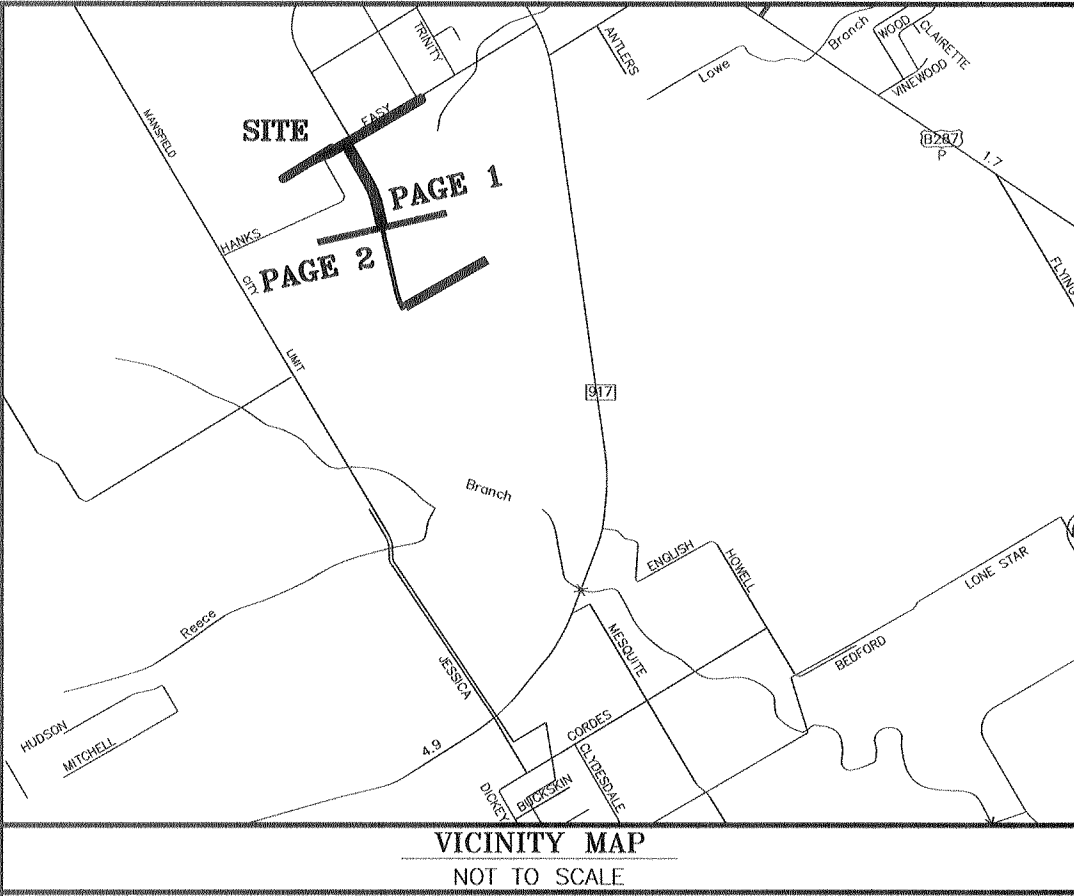 Branch
WOOD
CLAIRETTE
TRINITY
ANTLERS
Lowe
VINEWOOD
MANSFIELD
EASY
SITE
B287
P
1.7
PAGE 1
HANKS
CITY
PAGE 2
FLYING
LIMIT
917
Branch
ENGLISH
HOWELL
LONE STAR
Reece
MESQUITE
BEDFORD
JESSICA
HUDSON
MITCHELL
CORDES
4.9
CLYDESDALE
DICKEY
BUCKSKIN
VICINITY MAP
NOT TO SCALE